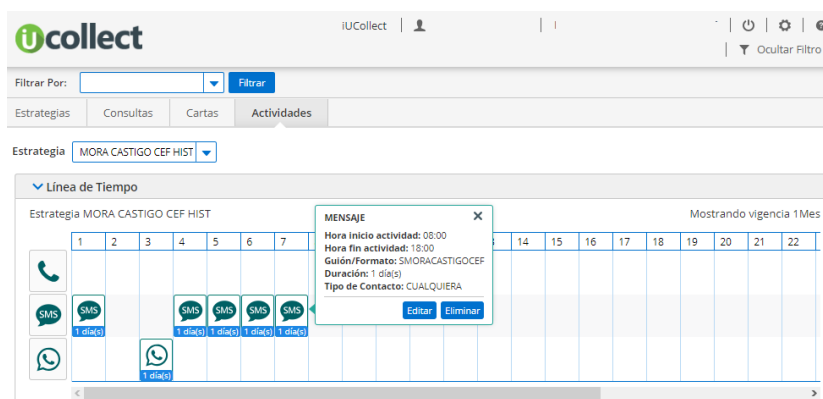 iUcollect
iUCollect
Ocultar Filtro
Filtrar Por:
Filtrar
Estrategias
Consultas
Cartas
Actividades
Estrategia
MORA CASTIGO CEF HIST
Línea de Tiempo
Estrategia MORA CASTIGO CEF HIST
Mostrando vigencia 1Mes
1 2 3 4 5 6 7 14 15 16 17 18 19 20 21 22
MENSAJE
Hora inicio actividad: 08:00
Hora fin actividad: 18:00
Guión/Formato: SMORACASTIGOCEF
Duración: 1 día(s)
Tipo de Contacto: CUALQUIERA
Editar Eliminar
SMS SMS SMS SMS SMS SMS
1 día(s) 1 día(s) 1 día(s) 1 día(s) 1 día(s)
1 día(s)